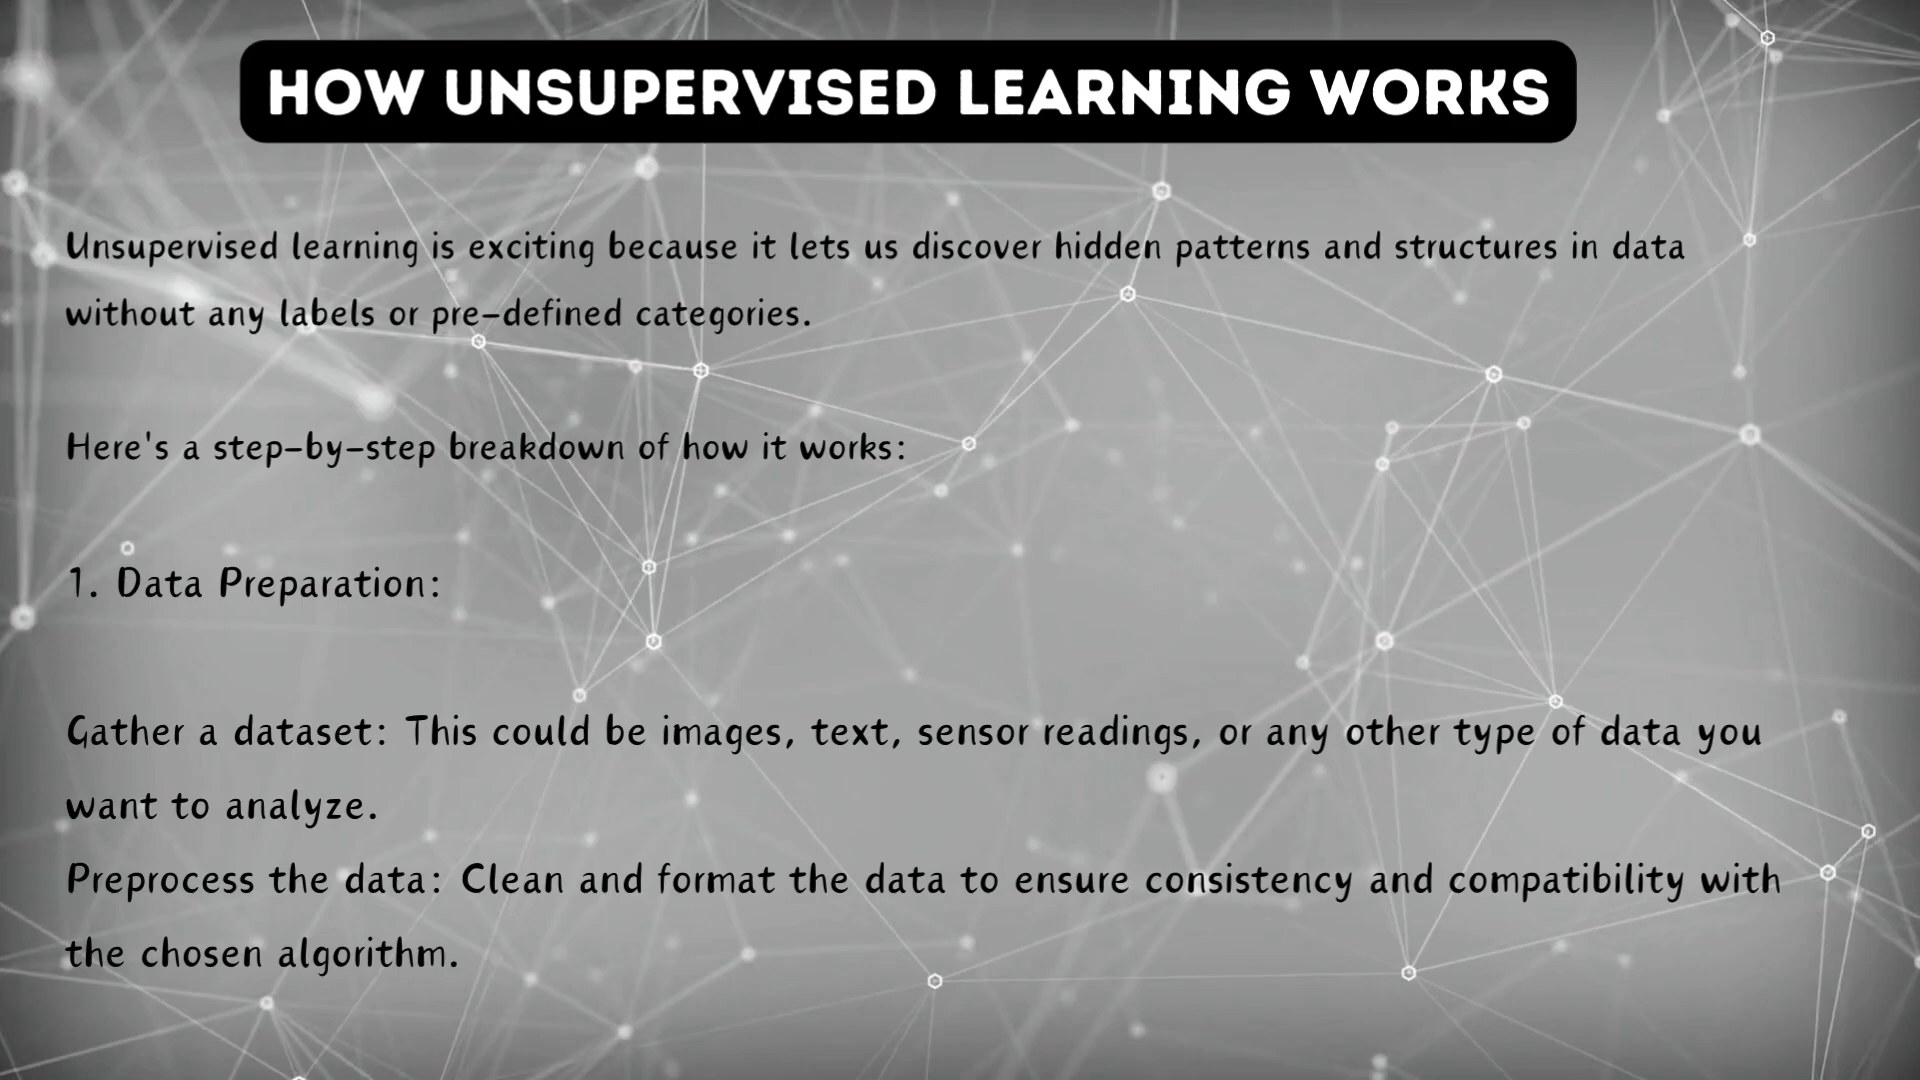 HOW UNSUPERVISED LEARNING WORKS
Unsupervised learning is exciting because it lets us discover hidden patterns and structures in data
without any labels or pre-defined categories.
Here's a step-by-step breakdown of how it works:
1. Data Preparation:
Gather a dataset: This could be images, text, sensor readings, or any other type of data you
want to analyze.
Preprocess the data: Clean and format the data to ensure consistency and compatibility with
the chosen algorithm.